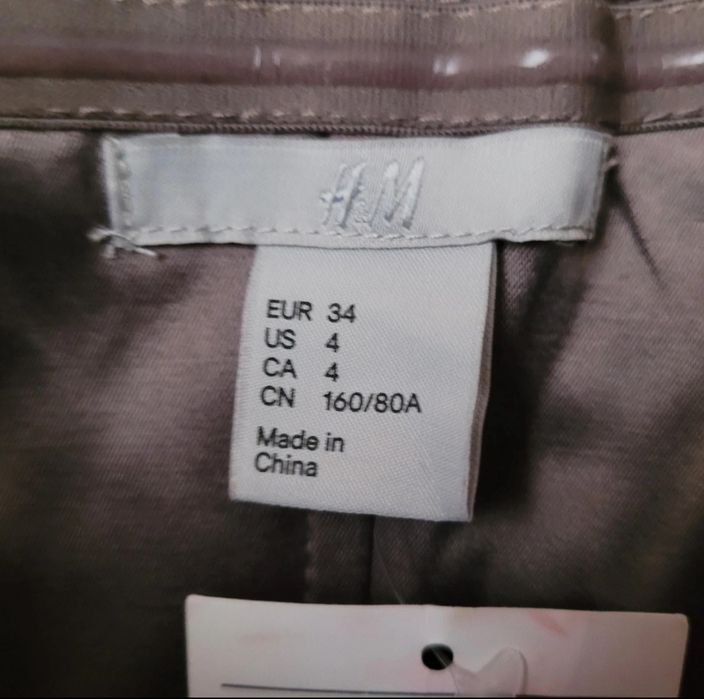 H&M
EUR 34
US 4
CA 4
CN 160/80A
Made in
China